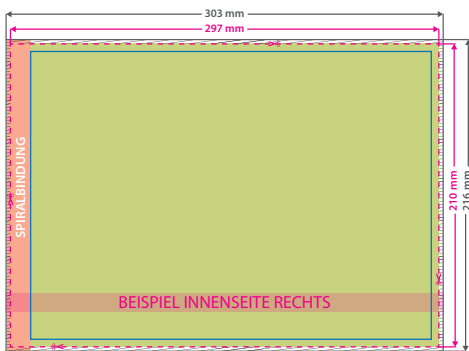 303 mm
297 mm
SPIRALBINDUNG
210 mm
216 mm
BEISPIEL INNENSEITE RECHTS